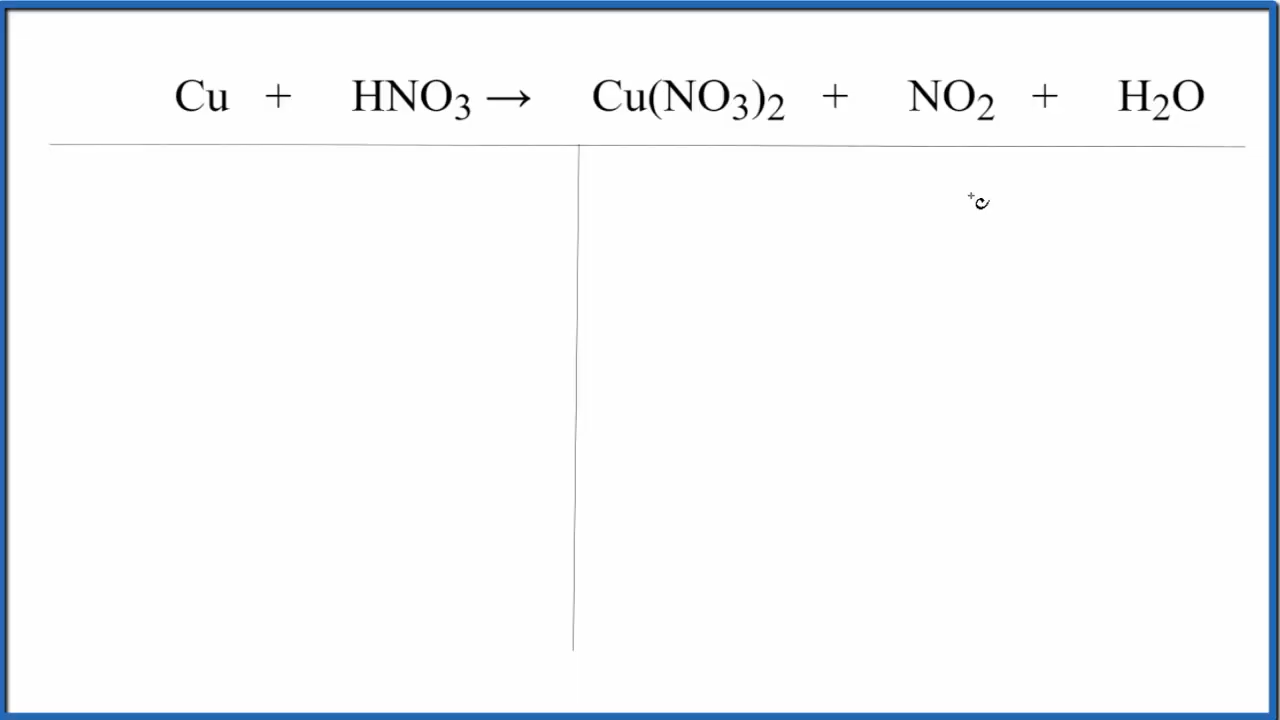 Cu + HNO₃ → Cu(NO₃)₂ + NO₂ + H₂O